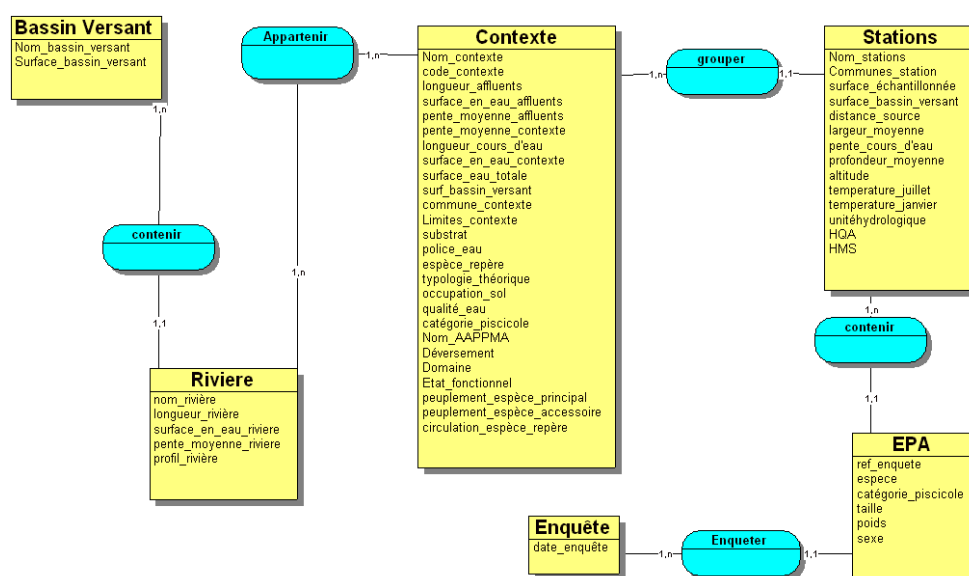 Bassin Versant
Nom_bassin_versant
Surface_bassin_versant
1,n
contenir
1,1
Riviere
nom_rivière
longueur_rivière
surface_en_eau_riviere
pente_moyenne_riviere
profil_rivière
Appartenir
1,n
1,n
Contexte
Nom_contexte
code_contexte
longueur_affluents
surface_en_eau_affluents
pente_moyenne_affluents
pente_moyenne_contexte
longueur_cours_d'eau
surface_en_eau_contexte
surface_eau_totale
surf_bassin_versant
commune_contexte
Limites_contexte
substrat
police_eau
espèce_repère
typologie_théorique
occupation_sol
qualité_eau
catégorie_piscicole
Nom_AAPPMA
Déversement
Domaine
Etat_fonctionnel
peuplement_espèce_principal
peuplement_espèce_accessoire
circulation_espèce_repère
1,n
grouper
1,1
Stations
Nom_stations
Communes_station
surface_échantillonnée
surface_bassin_versant
distance_source
largeur_moyenne
pente_cours_d'eau
profondeur_moyenne
altitude
temperature_juillet
temperature_janvier
unitéhydrologique
HQA
HMS
1,n
contenir
1,1
EPA
ref_enquete
espece
catégorie_piscicole
taille
poids
sexe
Enquête
date_enquête
1,n
Enqueter
1,1